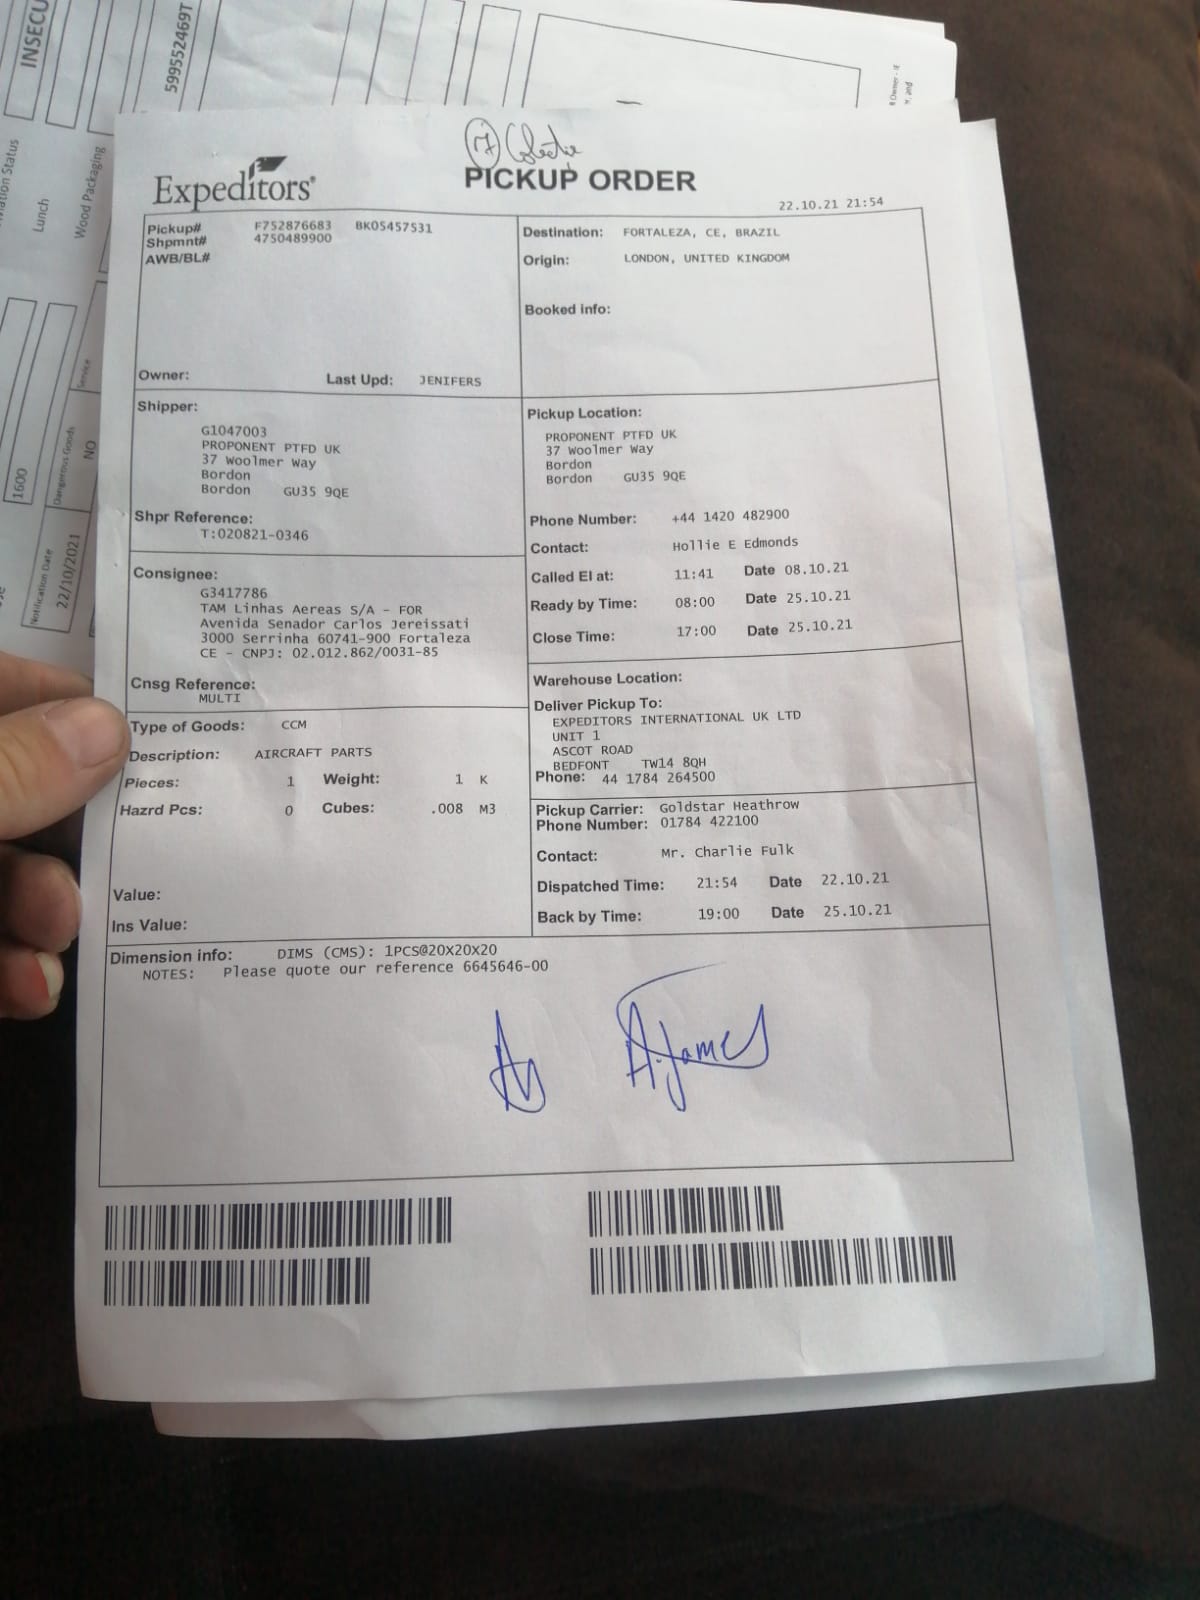 INSECU
599552469T
Lunch
Wood Packaging
1600
Dangerous Goods
NO
Service
Notification Date
22/10/2021
Expeditors®
PICKUP ORDER
22.10.21 21:54
Pickup# F752876683 BK05457531
Shpmnt# 4750489900
AWB/BL#
Owner: Last Upd: JENIFERS
Destination: FORTALEZA, CE, BRAZIL
Origin: LONDON, UNITED KINGDOM
Booked info:
Shipper:
G1047003
PROPONENT PTFD UK
37 Woolmer Way
Bordon
Bordon GU35 9QE
Shpr Reference:
T:020821-0346
Consignee:
G3417786
TAM Linhas Aereas S/A - FOR
Avenida Senador Carlos Jereissati
3000 Serrinha 60741-900 Fortaleza
CE - CNPJ: 02.012.862/0031-85
Cnsg Reference:
MULTI
Type of Goods: CCM
Description: AIRCRAFT PARTS
Pieces: 1 Weight: 1 K
Hazrd Pcs: 0 Cubes: .008 M3
Value:
Ins Value:
Pickup Location:
PROPONENT PTFD UK
37 Woolmer Way
Bordon
Bordon GU35 9QE
Phone Number: +44 1420 482900
Contact: Hollie E Edmonds
Called EI at: 11:41 Date 08.10.21
Ready by Time: 08:00 Date 25.10.21
Close Time: 17:00 Date 25.10.21
Warehouse Location:
Deliver Pickup To:
EXPEDITORS INTERNATIONAL UK LTD
UNIT 1
ASCOT ROAD
BEDFONT TW14 8QH
Phone: 44 1784 264500
Pickup Carrier: Goldstar Heathrow
Phone Number: 01784 422100
Contact: Mr. Charlie Fulk
Dispatched Time: 21:54 Date 22.10.21
Back by Time: 19:00 Date 25.10.21
Dimension info: DIMS (CMS): 1PCS@20X20X20
NOTES: Please quote our reference 6645646-00
A.James